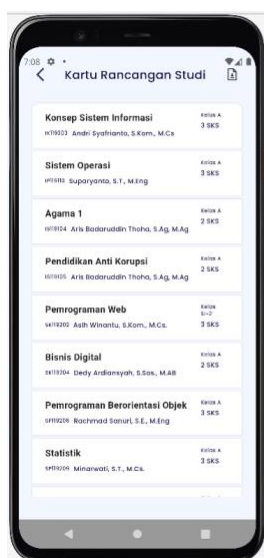 7:08
Kartu Rancangan Studi
Konsep Sistem Informasi
Kelas A
Andri Syafrianto, S.Kom., M.Cs
3 SKS
Sistem Operasi
Kelas A
Suparyanto, S.T., M.Eng
3 SKS
Agama 1
Kelas A
Aris Badaruddin Thoha, S.Ag, M.Ag
2 SKS
Pendidikan Anti Korupsi
Kelas A
Aris Badaruddin Thoha, S.Ag, M.Ag
2 SKS
Pemrograman Web
Kelas
SI-2
Asih Winantu, S.Kom., M.Cs.
3 SKS
Bisnis Digital
Kelas A
Dedy Ardiansyah, S.Sos., M.AB
2 SKS
Pemrograman Berorientasi Objek
Kelas A
Rachmad Sanuri, S.E., M.Eng
3 SKS
Statistik
Kelas A
Minarwati, S.T., M.Cs.
3 SKS